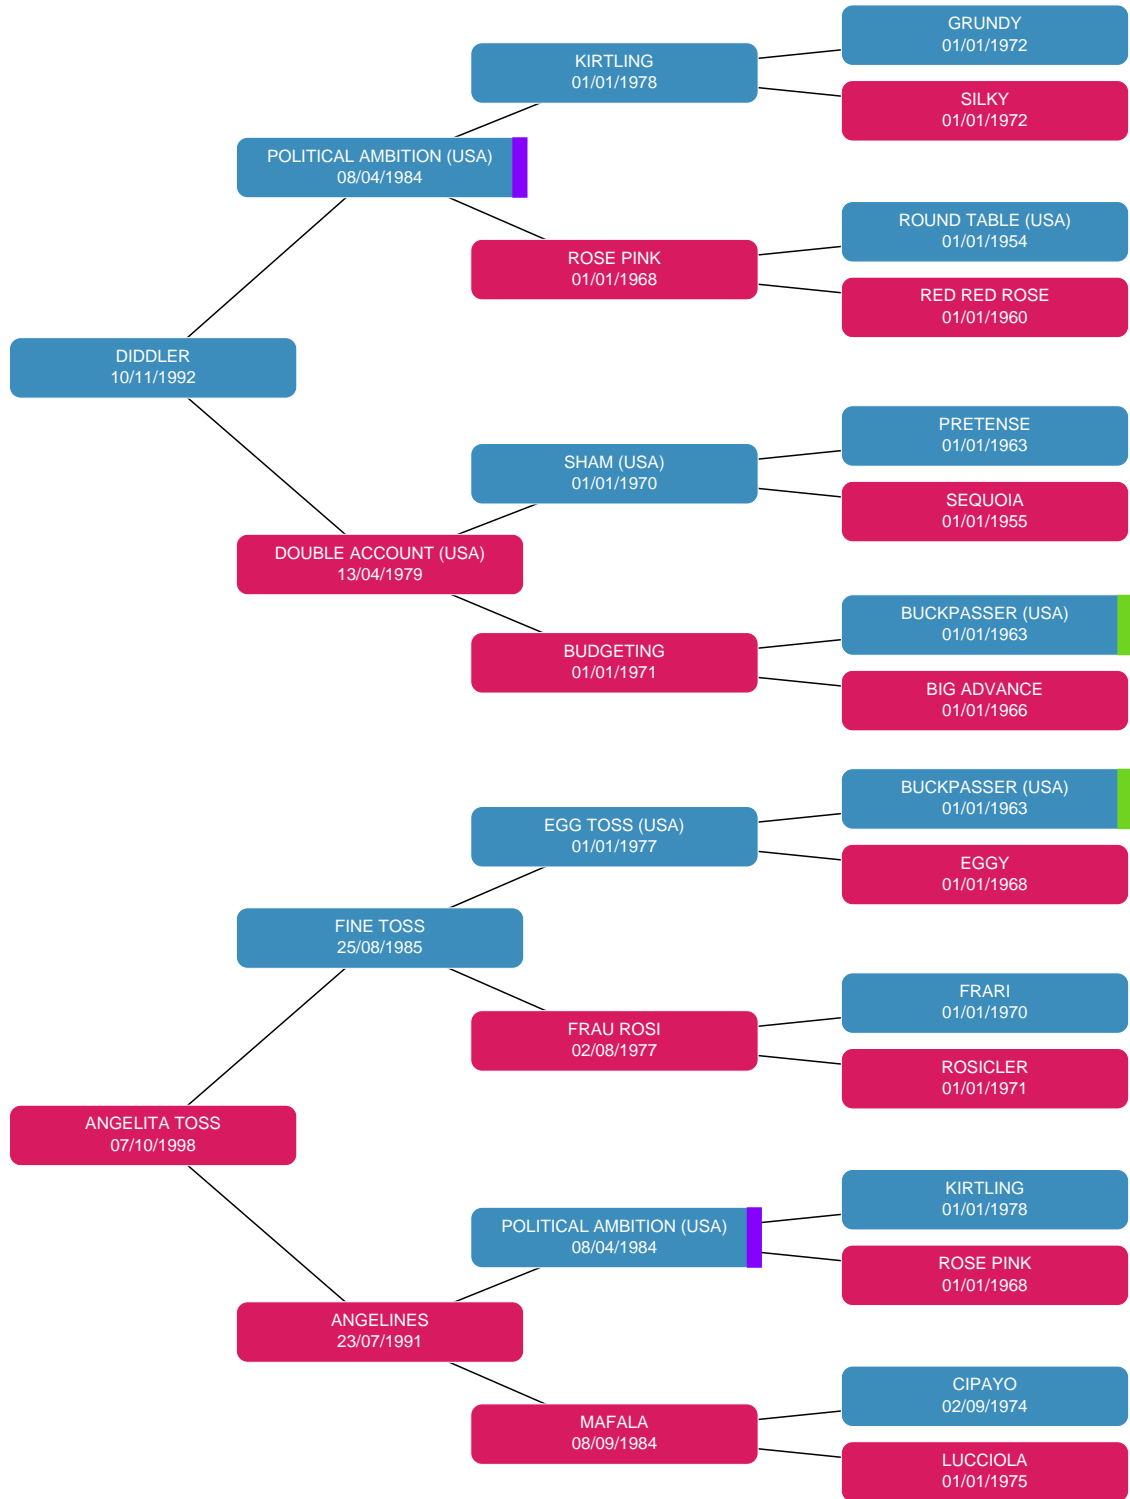 GRUNDY
01/01/1972
KIRTLING
01/01/1978
SILKY
01/01/1972
POLITICAL AMBITION (USA)
08/04/1984
ROUND TABLE (USA)
01/01/1954
ROSE PINK
01/01/1968
RED RED ROSE
01/01/1960
DIDDLER
10/11/1992
PRETENSE
01/01/1963
SHAM (USA)
01/01/1970
SEQUOIA
01/01/1955
DOUBLE ACCOUNT (USA)
13/04/1979
BUCKPASSER (USA)
01/01/1963
BUDGETING
01/01/1971
BIG ADVANCE
01/01/1966
BUCKPASSER (USA)
01/01/1963
EGG TOSS (USA)
01/01/1977
EGGY
01/01/1968
FINE TOSS
25/08/1985
FRARI
01/01/1970
FRAU ROSI
02/08/1977
ROSICLER
01/01/1971
ANGELITA TOSS
07/10/1998
KIRTLING
01/01/1978
POLITICAL AMBITION (USA)
08/04/1984
ROSE PINK
01/01/1968
ANGELINES
23/07/1991
CIPAYO
02/09/1974
MAFALA
08/09/1984
LUCCIOLA
01/01/1975